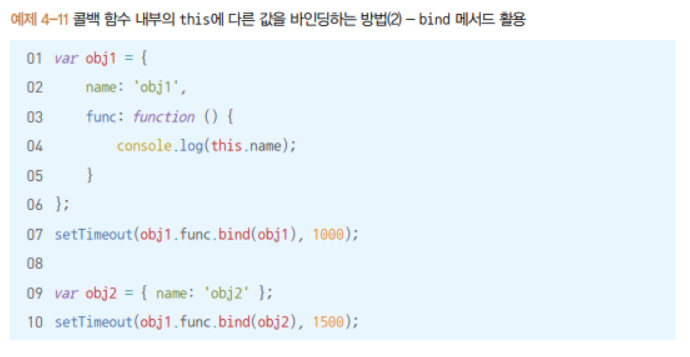 예제 4-11 콜백 함수 내부의 this에 다른 값을 바인딩하는 방법(2) – bind 메서드 활용
01 var obj1 = {
02     name: 'obj1',
03     func: function () {
04         console.log(this.name);
05     }
06 };
07 setTimeout(obj1.func.bind(obj1), 1000);
08
09 var obj2 = { name: 'obj2' };
10 setTimeout(obj1.func.bind(obj2), 1500);